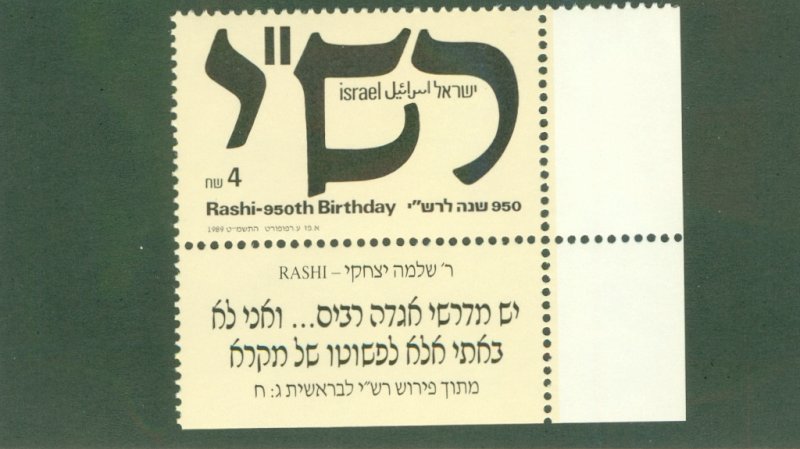 רש"י
ישראל اسرائيل israel
4 שח
Rashi-950th Birthday 950 שנה לרש"י
א. פז ע. רפופורט התשמ"ט 1989
ר׳ שלמה יצחקי – RASHI
יש מדרשי אגדה רבים... ואני לא
באתי אלא לפשוטו של מקרא
מתוך פירוש רש"י לבראשית ג: ח